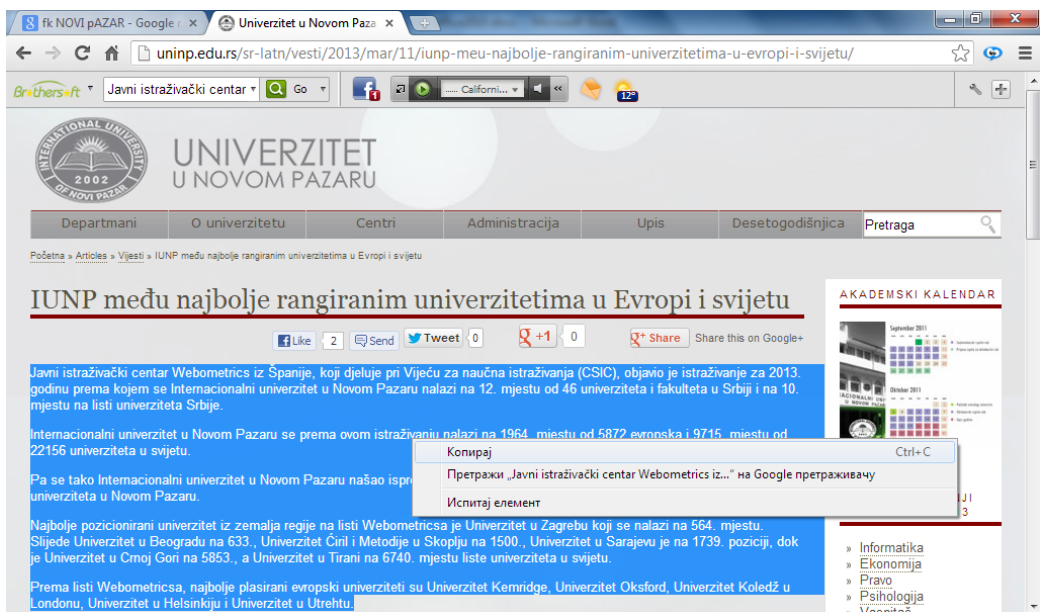 fk NOVI pAZAR - Google
Univerzitet u Novom Paza
uninp.edu.rs/sr-latn/vesti/2013/mar/11/iunp-meu-najbolje-rangiranim-univerzitetima-u-evropi-i-svijetu/
Brothersoft Javni istraživački centar Go 1 ..... Californi... 12°
INTERNATIONAL UNIVERSITY
2002
OF NOVI PAZAR
UNIVERZITET
U NOVOM PAZARU
Departmani O univerzitetu Centri Administracija Upis Desetogodišnjica Pretraga
Početna » Articles » Vijesti » IUNP među najbolje rangiranim univerzitetima u Evropi i svijetu
IUNP među najbolje rangiranim univerzitetima u Evropi i svijetu
Like 2 Send Tweet 0 +1 0 Share Share this on Google+
Javni istraživački centar Webometrics iz Španije, koji djeluje pri Vijeću za naučna istraživanja (CSIC), objavio je istraživanje za 2013.
godinu prema kojem se Internacionalni univerzitet u Novom Pazaru nalazi na 12. mjestu od 46 univerziteta i fakulteta u Srbiji i na 10.
mjestu na listi univerziteta Srbije.
Internacionalni univerzitet u Novom Pazaru se prema ovom istraživanju nalazi na 1964. mjestu od 5872 evropska i 9715. mjestu od
22156 univerziteta u svijetu.
Pa se tako Internacionalni univerzitet u Novom Pazaru našao
univerziteta u Novom Pazaru.
Копирај Ctrl+C
Претражи „Javni istraživački centar Webometrics iz...“ на Google претраживачу
Испитај елемент
Najbolje pozicionirani univerzitet iz zemalja regije na listi Webometricsa je Univerzitet u Zagrebu koji se nalazi na 564. mjestu.
Slijede Univerzitet u Beogradu na 633., Univerzitet Ćiril i Metodije u Skoplju na 1500., Univerzitet u Sarajevu je na 1739. poziciji, dok
je Univerzitet u Crnoj Gori na 5853., a Univerzitet u Tirani na 6740. mjestu liste univerziteta u svijetu.
Prema listi Webometricsa, najbolje plasirani evropski univerziteti su Univerzitet Kemridge, Univerzitet Oksford, Univerzitet Koledž u
Londonu, Univerzitet u Helsinkiju i Univerzitet u Utrehtu.
AKADEMSKI KALENDAR
September 2011
Oktobar 2011
» Informatika
» Ekonomija
» Pravo
» Psihologija